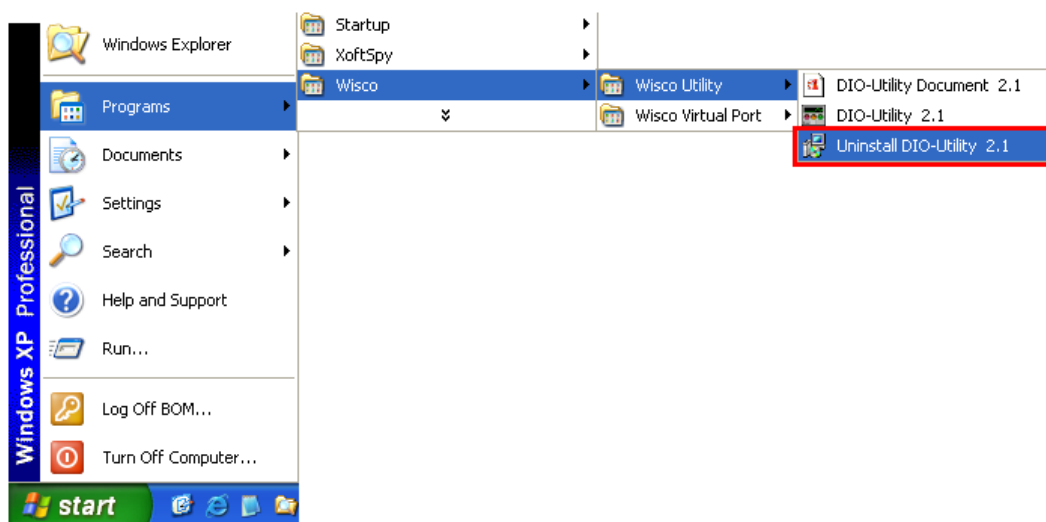 Windows XP Professional
Windows Explorer
Programs
Documents
Settings
Search
Help and Support
Run...
Log Off BOM...
Turn Off Computer...
start
Startup
XoftSpy
Wisco
Wisco Utility
Wisco Virtual Port
DIO-Utility Document 2.1
DIO-Utility 2.1
Uninstall DIO-Utility 2.1